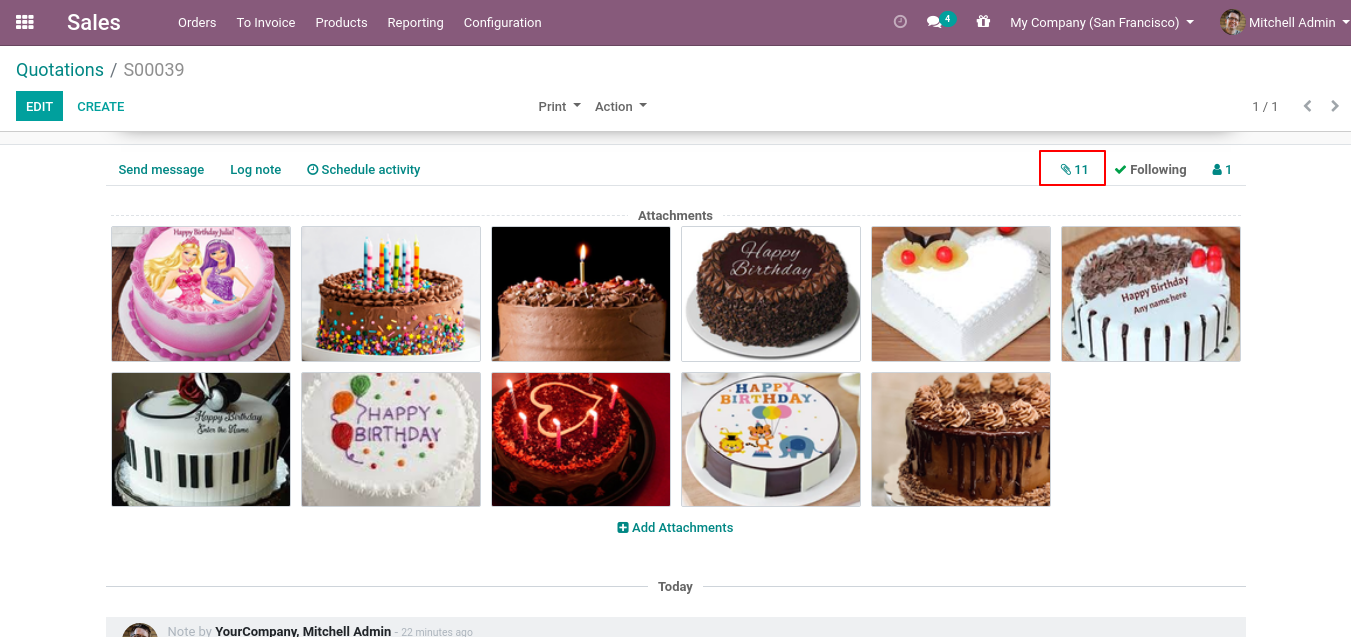 Sales Orders To Invoice Products Reporting Configuration 4 My Company (San Francisco) Mitchell Admin
Quotations / S00039
EDIT CREATE Print Action 1 / 1
Send message Log note Schedule activity 11 Following 1
Attachments
Happy Birthday Julia!
Happy
Birthday
Happy Birthday
Any name here
Happy Birthday
Enter the Name
HAPPY
BIRTHDAY
HAPPY
BIRTHDAY
Add Attachments
Today
Note by YourCompany, Mitchell Admin - 22 minutes ago